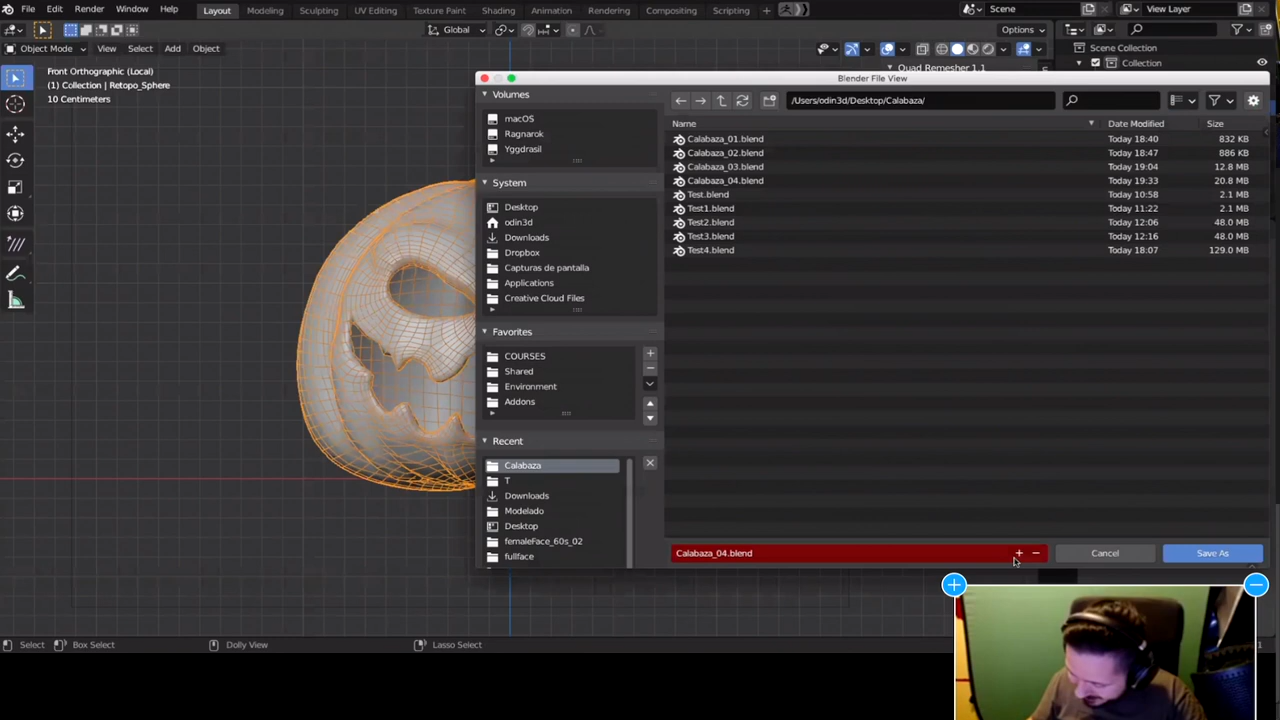 File Edit Render Window Help Layout Modeling Sculpting UV Editing Texture Paint Shading Animation Rendering Compositing Scripting + Scene View Layer
Global Options
Object Mode View Select Add Object Scene Collection
Front Orthographic (Local) Quad Remesher 1.1 Collection
(1) Collection | Retopo_Sphere
10 Centimeters
Blender File View
Volumes
macOS
Ragnarok
Yggdrasil
System
Desktop
odin3d
Downloads
Dropbox
Capturas de pantalla
Applications
Creative Cloud Files
Favorites
COURSES
Shared
Environment
Addons
Recent
Calabaza
T
Downloads
Modelado
Desktop
femaleFace_60s_02
fullface
/Users/odin3d/Desktop/Calabaza/
Name Date Modified Size
Calabaza_01.blend Today 18:40 832 KB
Calabaza_02.blend Today 18:47 886 KB
Calabaza_03.blend Today 19:04 12.8 MB
Calabaza_04.blend Today 19:33 20.8 MB
Test.blend Today 10:58 2.1 MB
Test1.blend Today 11:22 2.1 MB
Test2.blend Today 12:06 48.0 MB
Test3.blend Today 12:16 48.0 MB
Test4.blend Today 18:07 129.0 MB
Calabaza_04.blend + − Cancel Save As
Select Box Select Dolly View Lasso Select